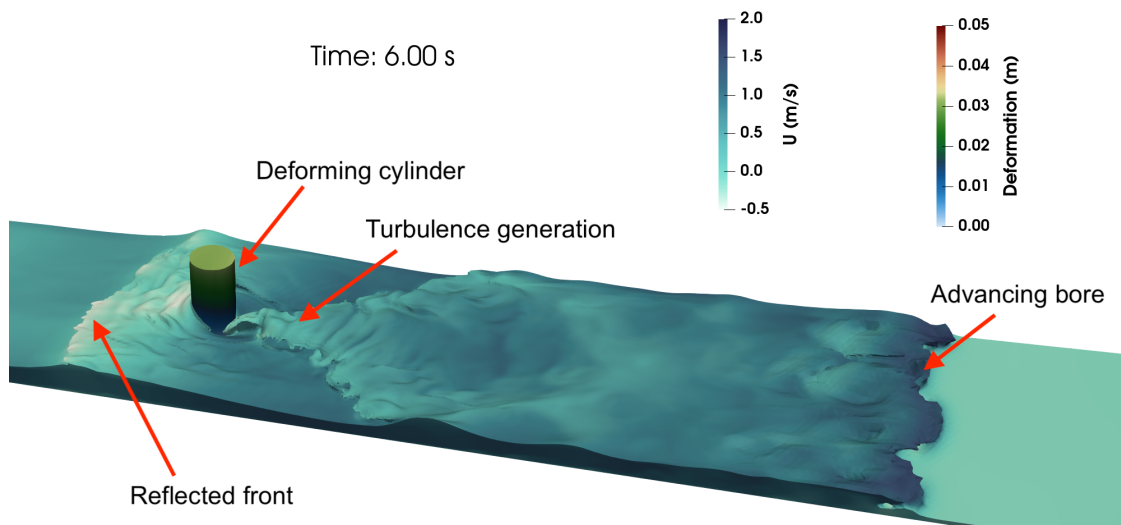 Time: 6.00 s
2.0
1.5
1.0
0.5
0.0
-0.5
U (m/s)
0.05
0.04
0.03
0.02
0.01
0.00
Deformation (m)
Deforming cylinder
Turbulence generation
Advancing bore
Reflected front